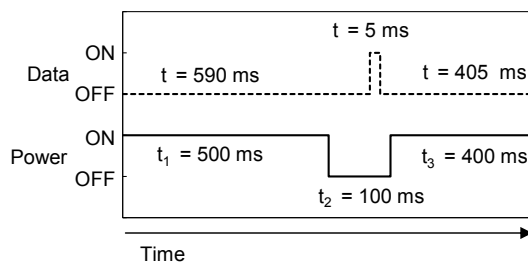 t = 5 ms
ON
Data
t = 590 ms
t = 405 ms
OFF
ON
Power
t₁ = 500 ms
t₃ = 400 ms
OFF
t₂ = 100 ms
Time